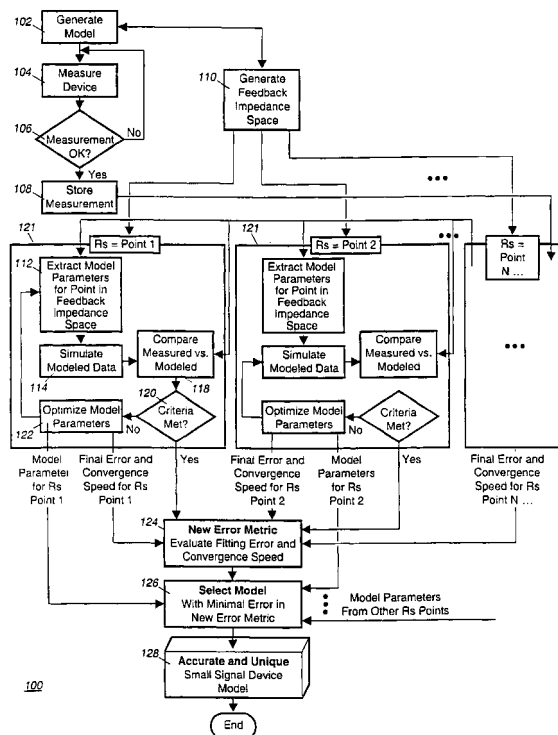 102
Generate
Model
104
Measure
Device
106
Measurement
OK?
No
Yes
108
Store
Measurement
110
Generate
Feedback
Impedance
Space
•••
121
Rs = Point 1
112
Extract Model
Parameters
for Point in
Feedback
Impedance
Space
Simulate
Modeled Data
114
Compare
Measured vs.
Modeled
118
120
Criteria
Met?
No
Optimize Model
Parameters
122
121
Rs = Point 2
Extract Model
Parameters
for Point in
Feedback
Impedance
Space
Simulate
Modeled Data
Compare
Measured vs.
Modeled
Criteria
Met?
No
Optimize Model
Parameters
•••
Rs =
Point
N ...
•••
Model
Parameter
for Rs
Point 1
Final Error and
Convergence
Speed for Rs
Point 1
Yes
Final Error and
Convergence
Speed for Rs
Point 2
Model
Parameters
for Rs
Point 2
Yes
Final Error and
Convergence
Speed for Rs
Point N ...
124
New Error Metric
Evaluate Fitting Error and
Convergence Speed
126
Select Model
With Minimal Error in
New Error Metric
Model Parameters
From Other Rs Points
128
Accurate and Unique
Small Signal Device
Model
100
End